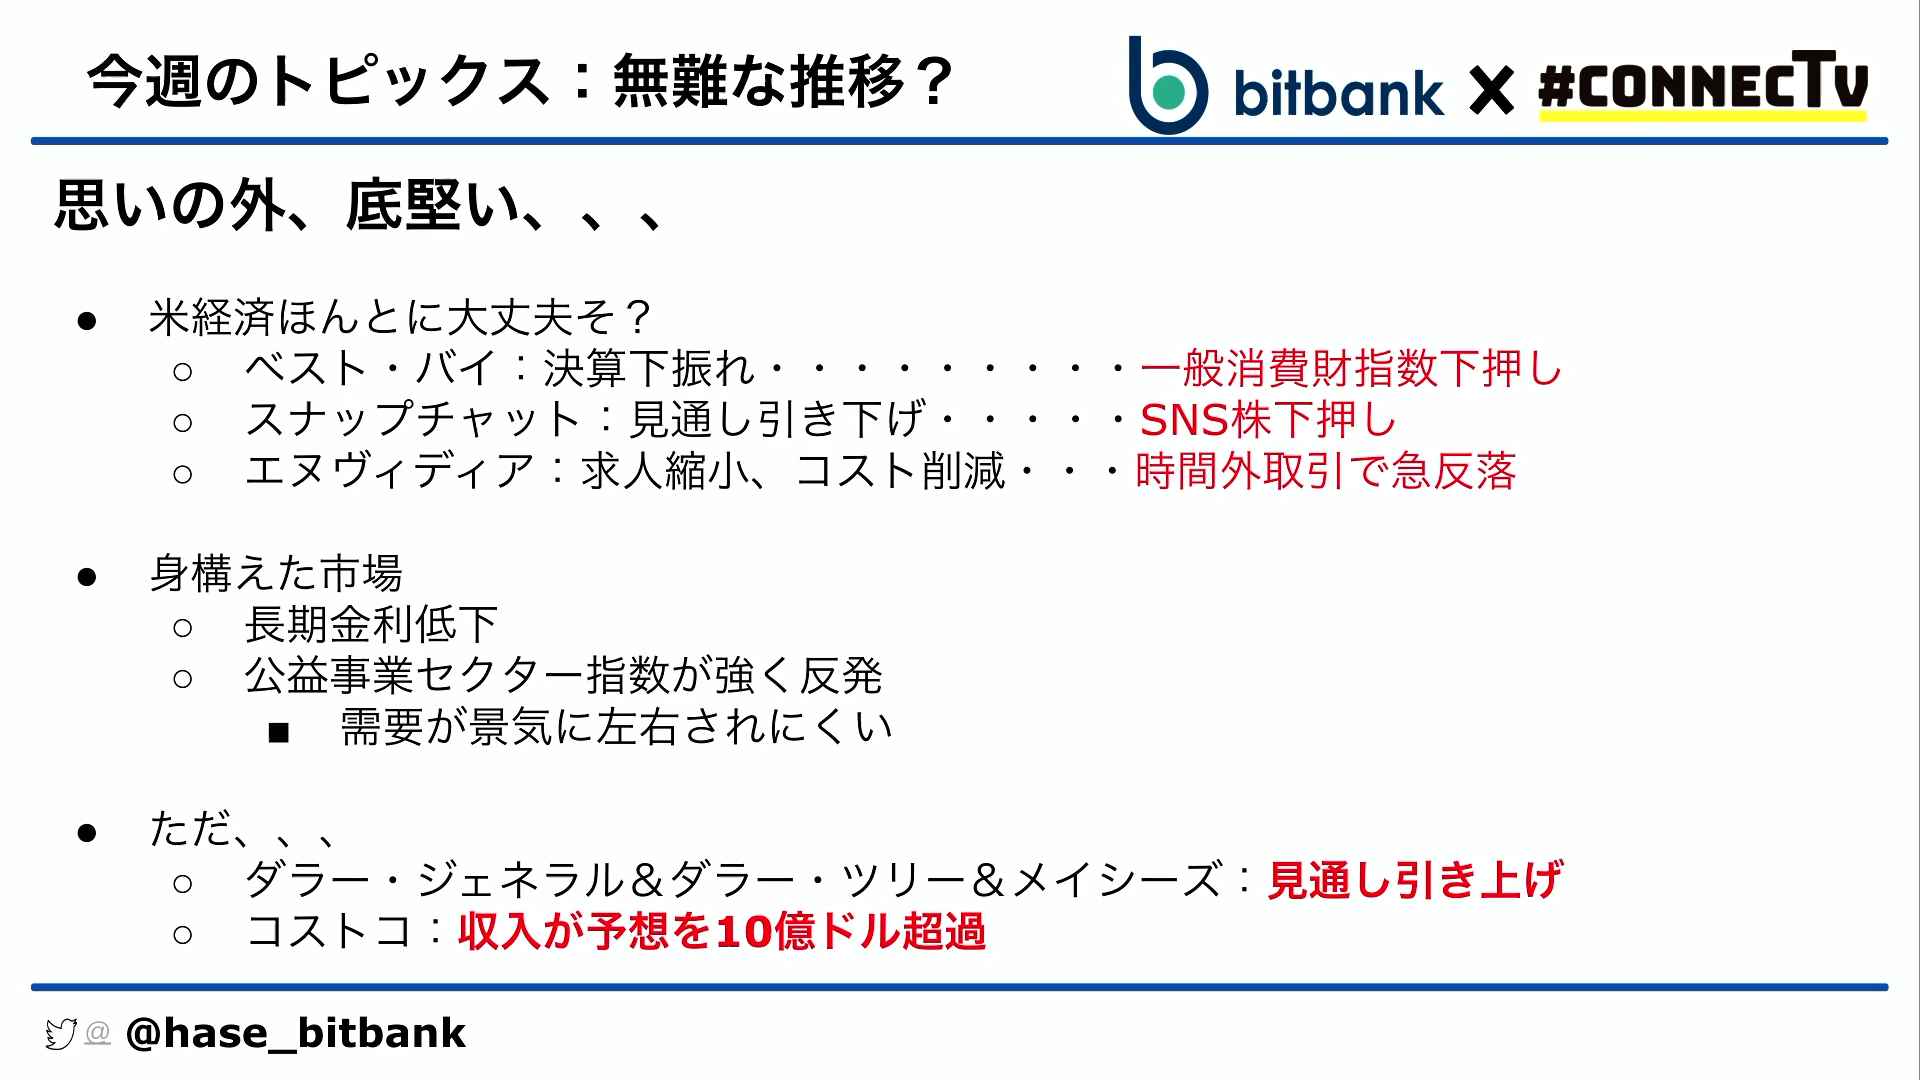 今週のトピックス：無難な推移？
bitbank × #CONNECTV
思いの外、底堅い、、、
● 米経済ほんとに大丈夫そ？
○ ベスト・バイ：決算下振れ・・・・・・・・・一般消費財指数下押し
○ スナップチャット：見通し引き下げ・・・・・SNS株下押し
○ エヌヴィディア：求人縮小、コスト削減・・・時間外取引で急反落
● 身構えた市場
○ 長期金利低下
○ 公益事業セクター指数が強く反発
■ 需要が景気に左右されにくい
● ただ、、、
○ ダラー・ジェネラル＆ダラー・ツリー＆メイシーズ：見通し引き上げ
○ コストコ：収入が予想を10億ドル超過
@ @hase_bitbank